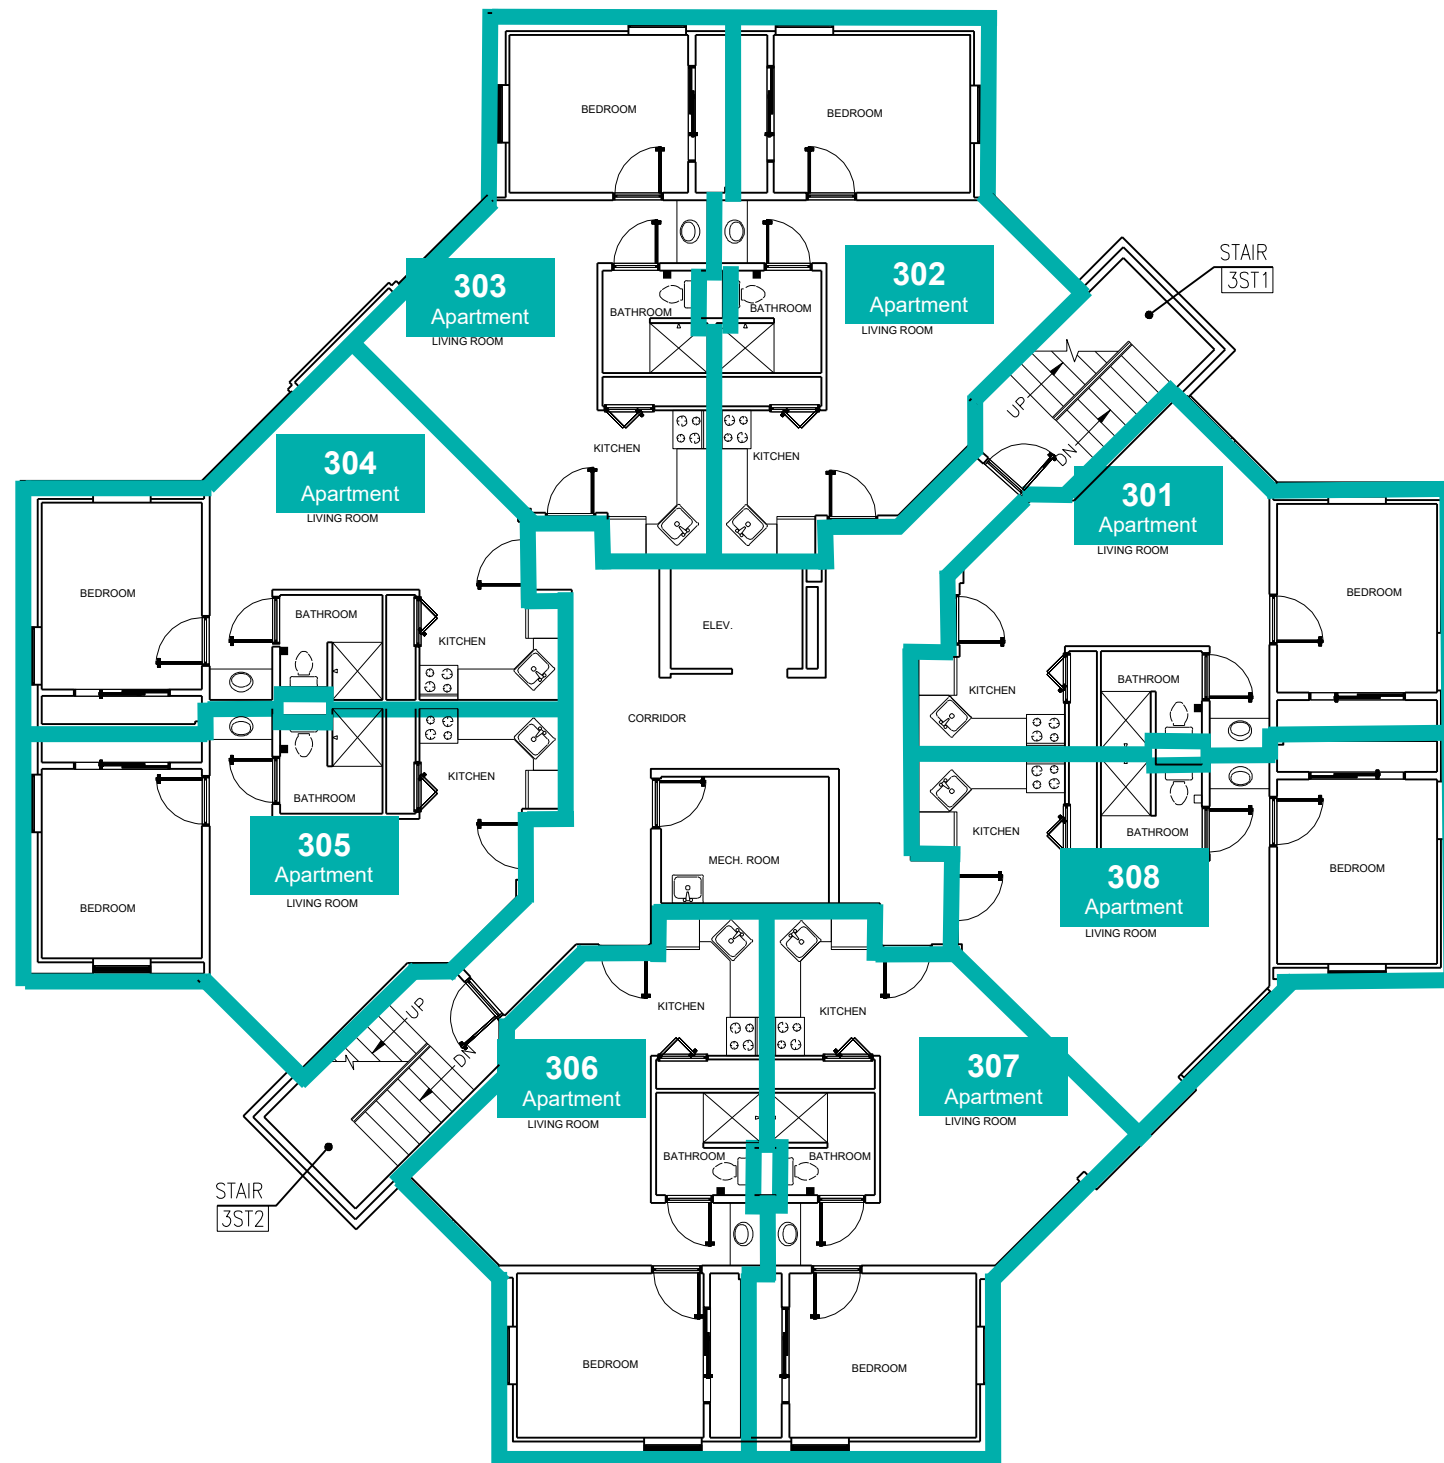 BEDROOM
BEDROOM
303
Apartment
LIVING ROOM
BATHROOM
BATHROOM
302
Apartment
LIVING ROOM
STAIR
3ST1
UP
DN
KITCHEN
KITCHEN
304
Apartment
LIVING ROOM
301
Apartment
LIVING ROOM
BEDROOM
BATHROOM
KITCHEN
ELEV.
BEDROOM
BATHROOM
KITCHEN
CORRIDOR
KITCHEN
BATHROOM
305
Apartment
LIVING ROOM
BEDROOM
MECH. ROOM
KITCHEN
BATHROOM
308
Apartment
LIVING ROOM
BEDROOM
UP
DN
KITCHEN
KITCHEN
306
Apartment
LIVING ROOM
307
Apartment
LIVING ROOM
BATHROOM
BATHROOM
STAIR
3ST2
BEDROOM
BEDROOM